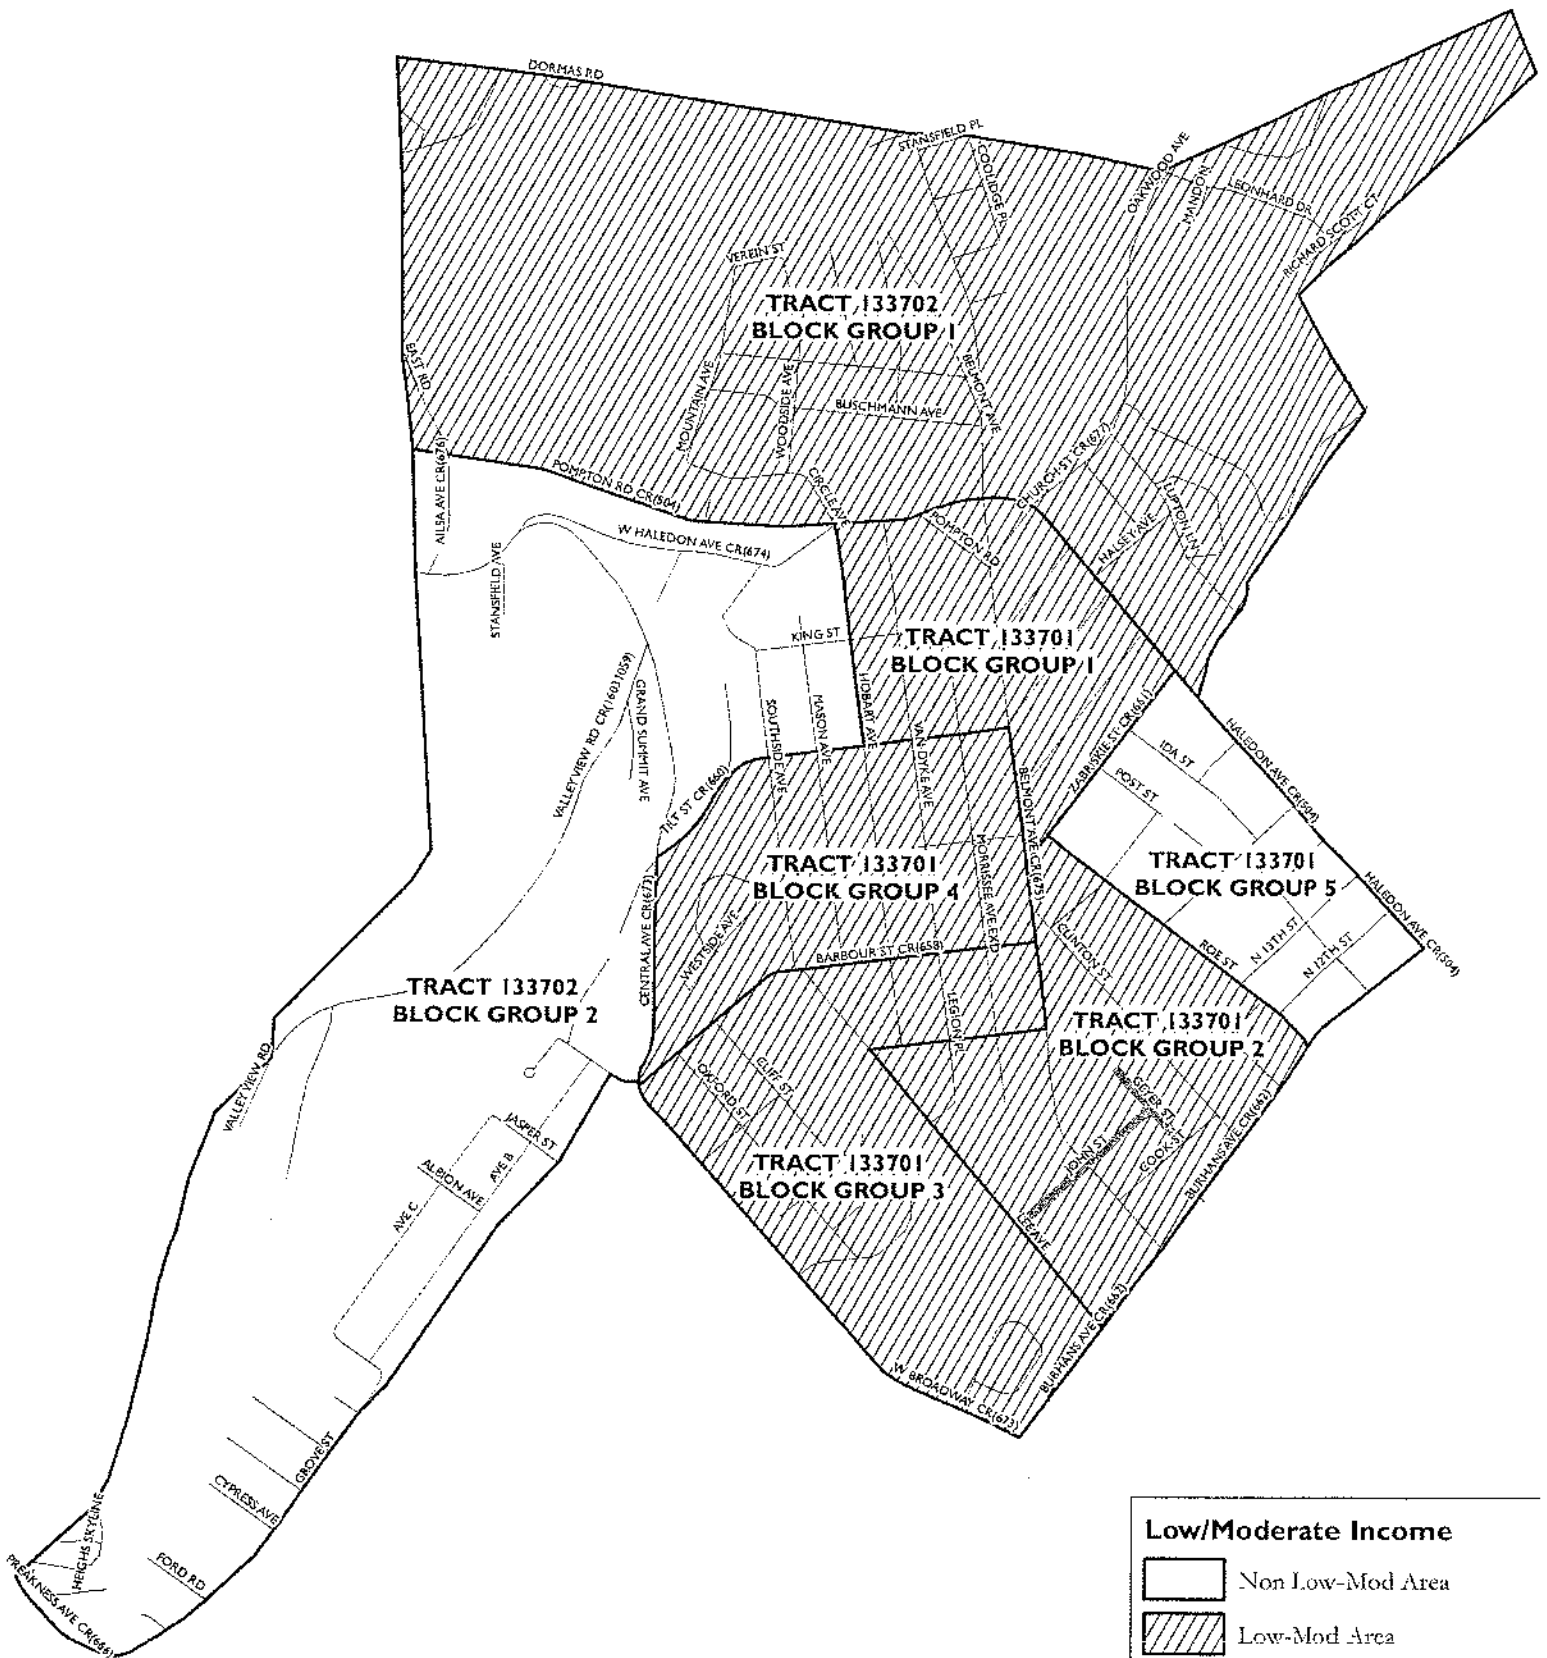 DORMAS RD
STANSFIELD PL
COOLIDGE PL
OAKWOOD AVE
MANDON
LEONHARD DR
RICHARD SCOTT CT
VEREIN ST
TRACT 133702
BLOCK GROUP 1
EAST RD
MOUNTAIN AVE
WOODSIDE AVE
BUSCHMANN AVE
BELMONT AVE
CHURCH ST CR(677)
AILSA AVE CR(676)
POMPTON RD CR(504)
CIRCLE AVE
POMPTON RD
HALSEY AVE
LUPTON LN
STANSFIELD AVE
W HALEDON AVE CR(674)
KING ST
TRACT 133701
BLOCK GROUP 1
VALLEYVIEW RD CR(16031059)
GRAND SUMMIT AVE
SOUTHSIDE AVE
MASON AVE
HOBART AVE
VAN DYKE AVE
ZABRISKIE ST CR(661)
IDA ST
POST ST
HALEDON AVE CR(504)
TILT ST CR(660)
BELMONT AVE CR(675)
MORRISSEE AVE EXD
TRACT 133701
BLOCK GROUP 4
TRACT 133701
BLOCK GROUP 5
HALEDON AVE CR(504)
CENTRAL AVE CR(673)
WESTSIDE AVE
BARBOUR ST CR(658)
CLINTON ST
ROE ST
N 13TH ST
N 12TH ST
TRACT 133702
BLOCK GROUP 2
LEGION PL
TRACT 133701
BLOCK GROUP 2
VALLEYVIEW RD
OXFORD ST
CLIFF ST
GEYER ST
JOHN ST
COOK ST
BURHANS AVE CR(662)
JASPER ST
AVE B
ALBION AVE
AVE C
TRACT 133701
BLOCK GROUP 3
LEE AVE
BURHANS AVE CR(662)
W BROADWAY CR(673)
GROVE ST
CYPRESS AVE
HEIGHS SKYLINE
FORD RD
PREAKNESS AVE CR(666)
Low/Moderate Income
Non Low-Mod Area
Low-Mod Area